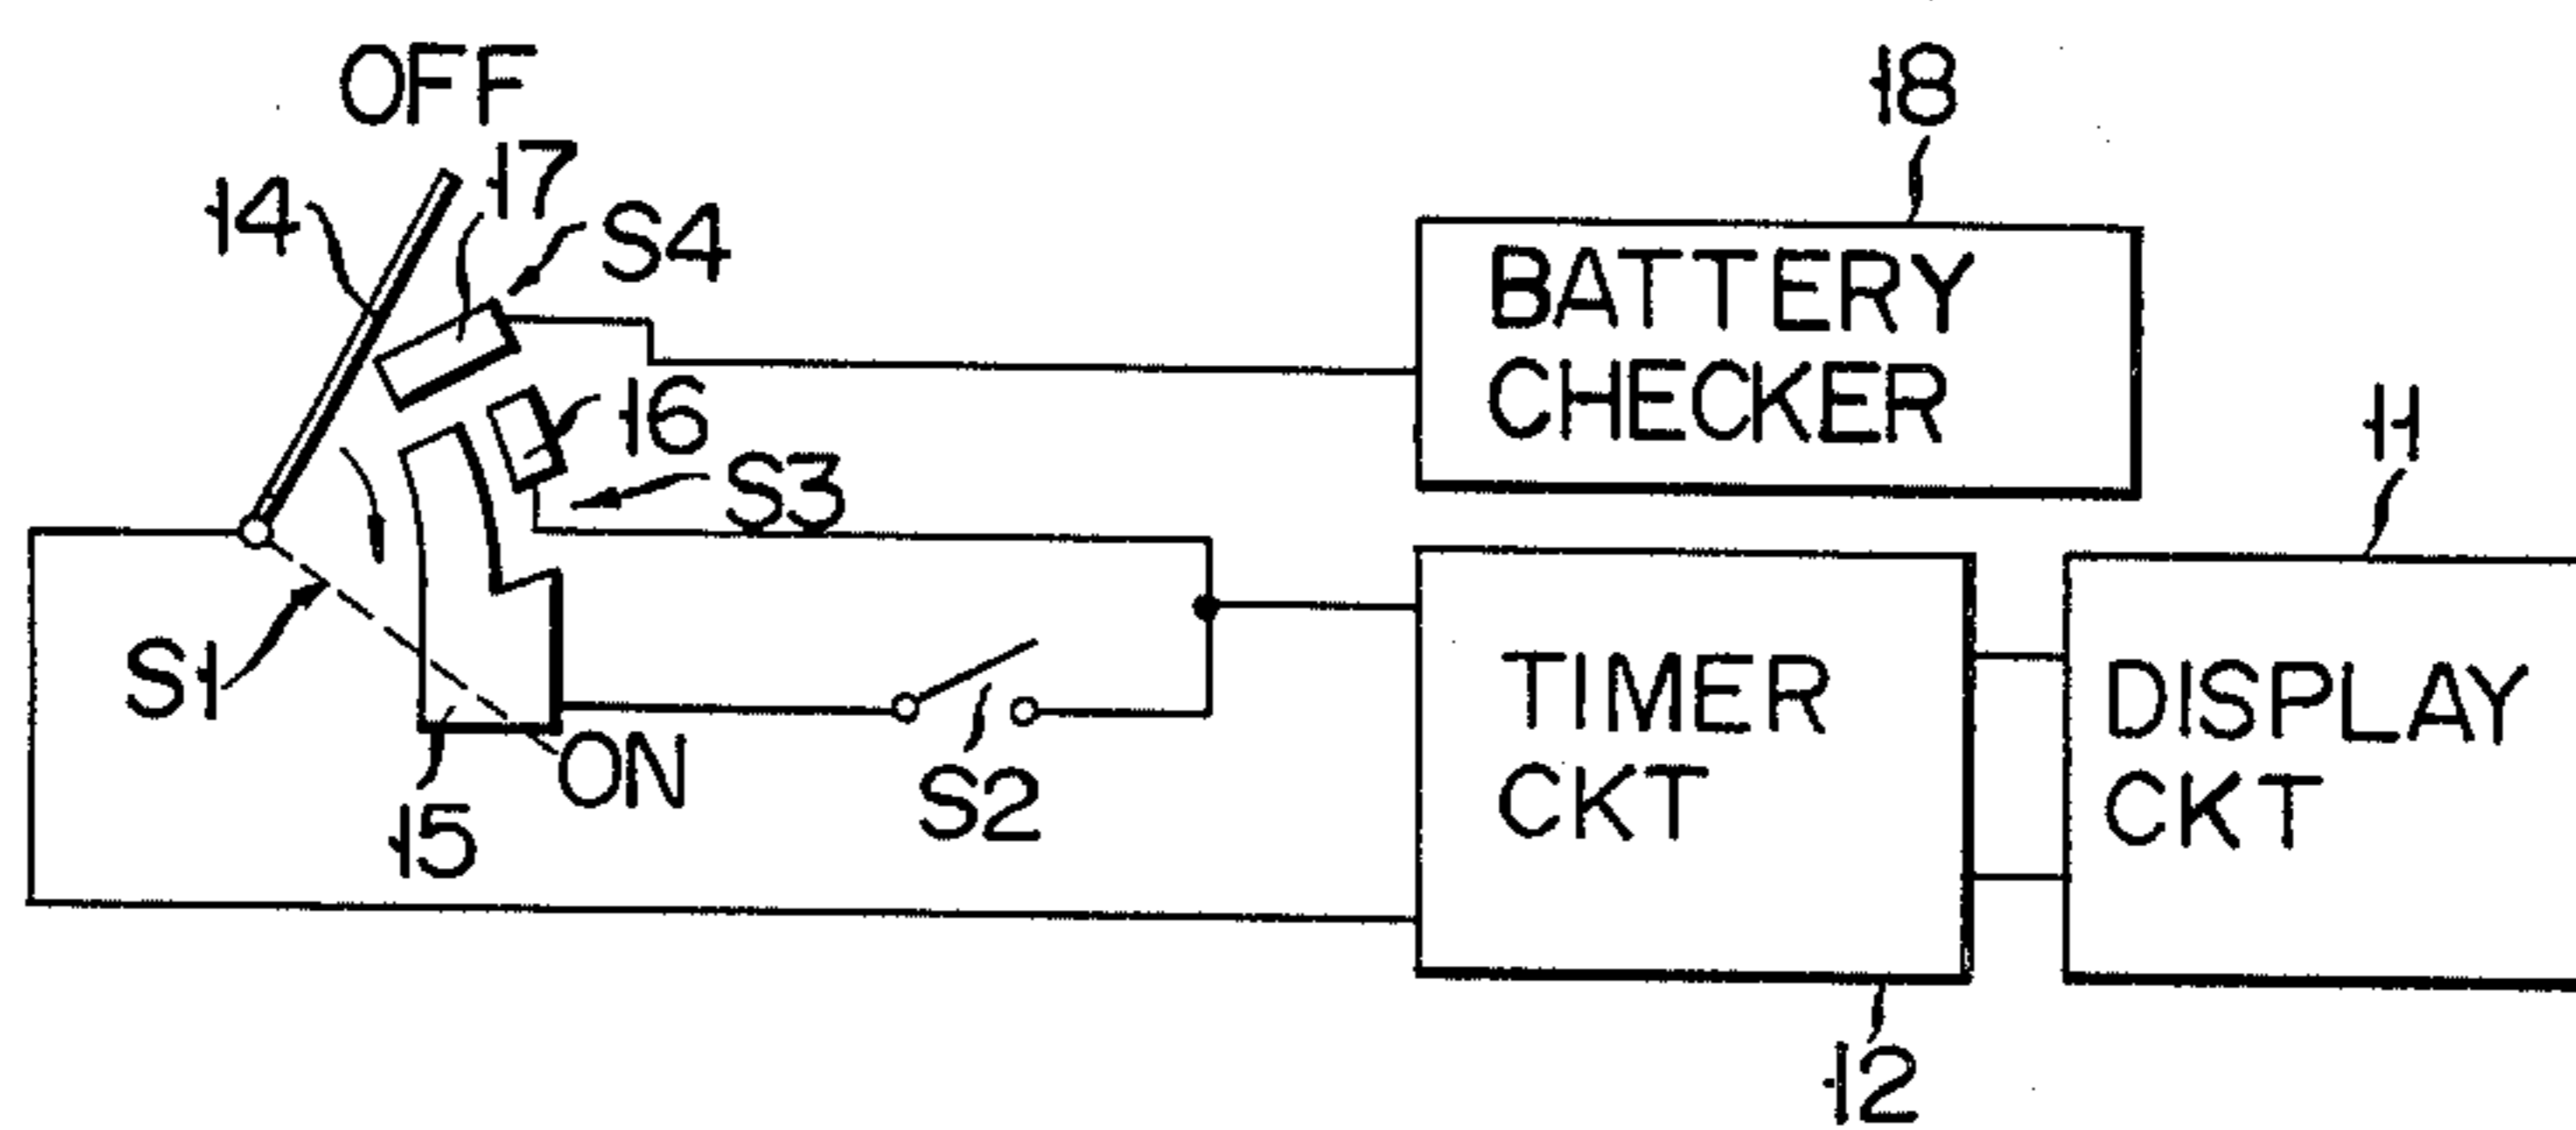 OFF
18
17
14
S4
BATTERY
CHECKER
16
11
S3
S1
TIMER
CKT
DISPLAY
CKT
ON
S2
15
12